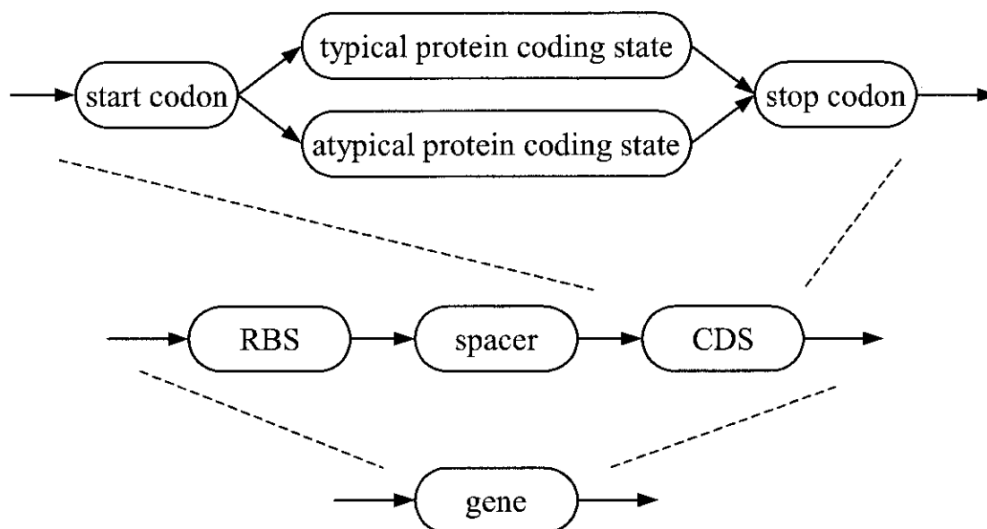 typical protein coding state
start codon
stop codon
atypical protein coding state
RBS
spacer
CDS
gene